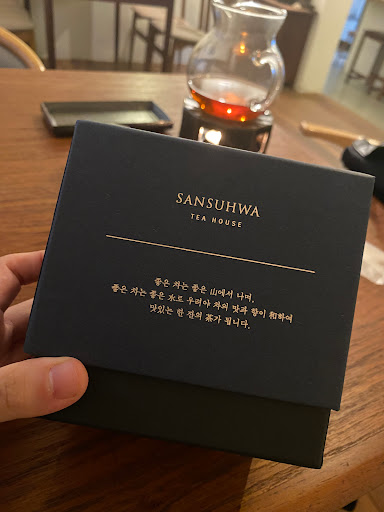 SANSUHWA
TEA HOUSE
좋은 차는 좋은 山에서 나며,
좋은 차는 좋은 水로 우려야 차의 맛과 향이 和하여
맛있는 한 잔의 茶가 됩니다.